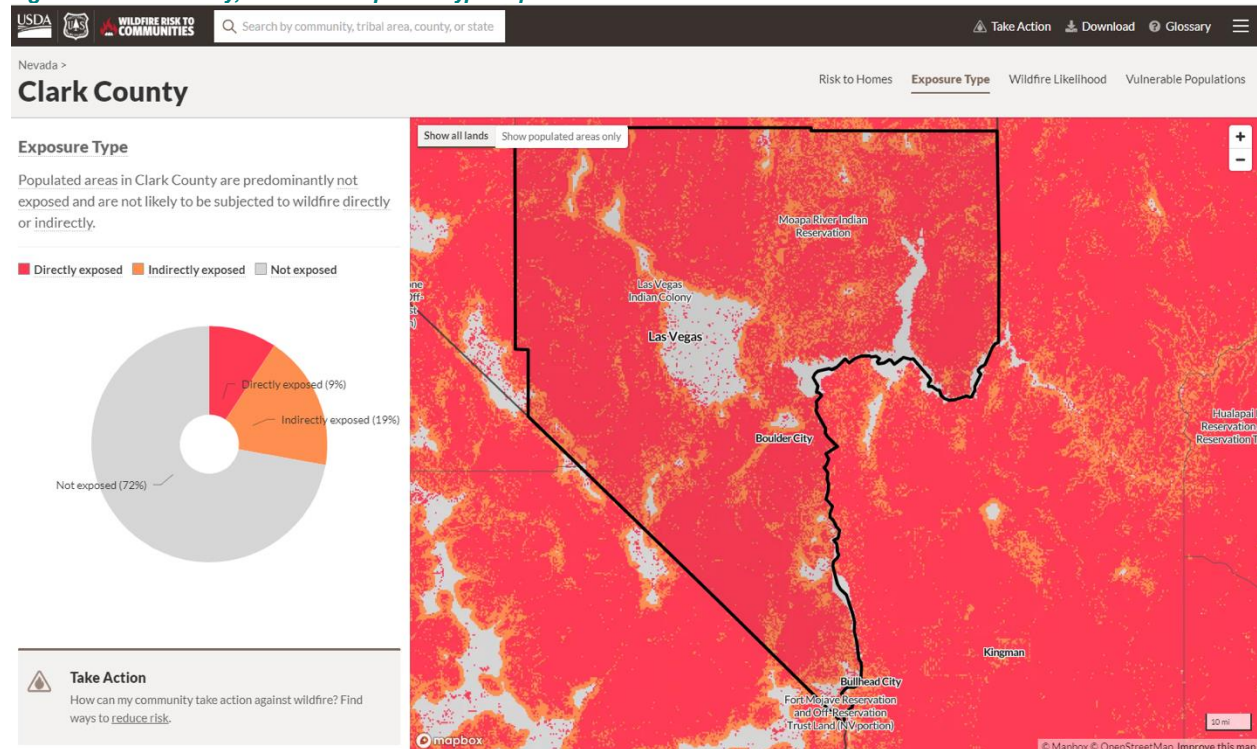 USDA
WILDFIRE RISK TO
COMMUNITIES
Search by community, tribal area, county, or state
Take Action
Download
Glossary
Nevada >
Clark County
Risk to Homes
Exposure Type
Wildfire Likelihood
Vulnerable Populations
Exposure Type
Populated areas in Clark County are predominantly not
exposed and are not likely to be subjected to wildfire directly
or indirectly.
Directly exposed
Indirectly exposed
Not exposed
Directly exposed (9%)
Indirectly exposed (19%)
Not exposed (72%)
Take Action
How can my community take action against wildfire? Find
ways to reduce risk.
Show all lands
Show populated areas only
+
−
Moapa River Indian
Reservation
Las Vegas
Indian Colony
Las Vegas
Boulder City
Hualapai
Reservation
Reservation T
Kingman
Bullhead City
Fort Mojave Reservation
and Off-Reservation
Trust Land (NV portion)
10 mi
mapbox
© Mapbox © OpenStreetMap Improve this map